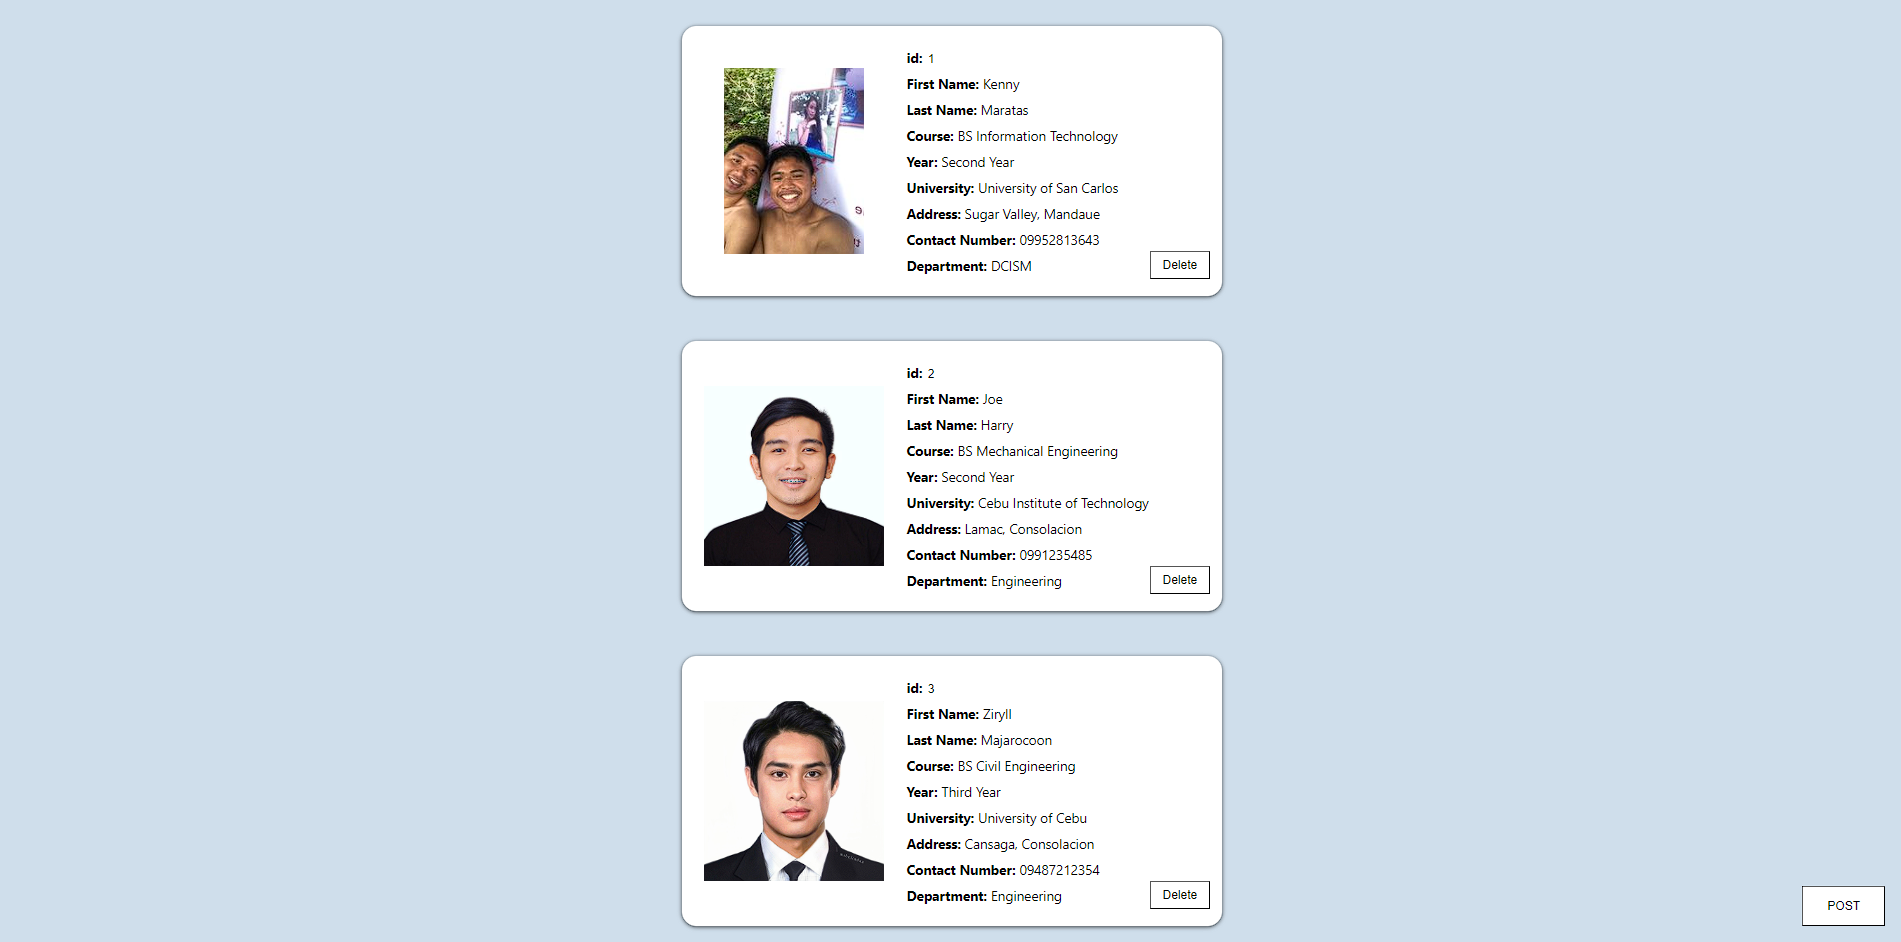 id: 1
First Name: Kenny
Last Name: Maratas
Course: BS Information Technology
Year: Second Year
University: University of San Carlos
Address: Sugar Valley, Mandaue
Contact Number: 09952813643
Department: DCISM
Delete
id: 2
First Name: Joe
Last Name: Harry
Course: BS Mechanical Engineering
Year: Second Year
University: Cebu Institute of Technology
Address: Lamac, Consolacion
Contact Number: 0991235485
Department: Engineering
Delete
id: 3
First Name: Ziryll
Last Name: Majarocoon
Course: BS Civil Engineering
Year: Third Year
University: University of Cebu
Address: Cansaga, Consolacion
Contact Number: 09487212354
Department: Engineering
Delete
POST